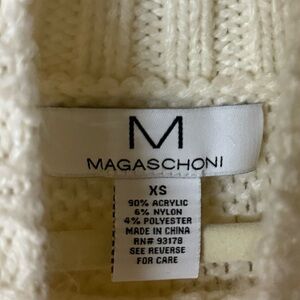 M
MAGASCHONI
XS
90% ACRYLIC
6% NYLON
4% POLYESTER
MADE IN CHINA
RN# 93178
SEE REVERSE
FOR CARE